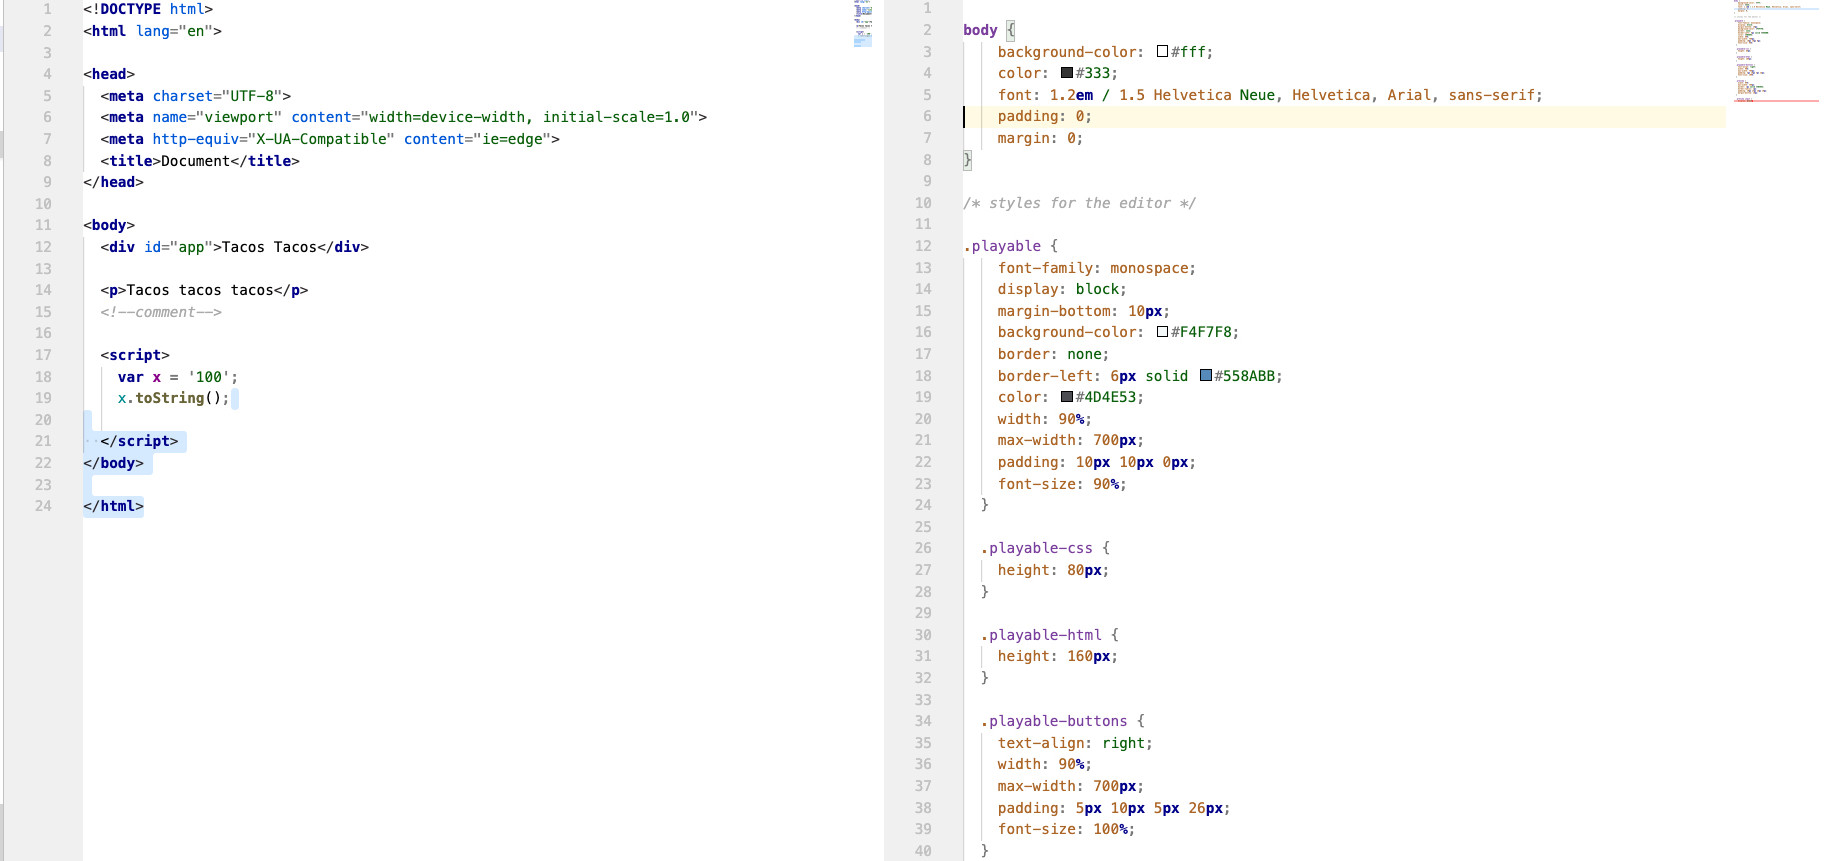 1 <!DOCTYPE html>
2 <html lang="en">
3
4 <head>
5   <meta charset="UTF-8">
6   <meta name="viewport" content="width=device-width, initial-scale=1.0">
7   <meta http-equiv="X-UA-Compatible" content="ie=edge">
8   <title>Document</title>
9 </head>
10
11 <body>
12   <div id="app">Tacos Tacos</div>
13
14   <p>Tacos tacos tacos</p>
15   <!--comment-->
16
17   <script>
18     var x = '100';
19     x.toString();
20
21   </script>
22 </body>
23
24 </html>
1
2 body {
3     background-color: #fff;
4     color: #333;
5     font: 1.2em / 1.5 Helvetica Neue, Helvetica, Arial, sans-serif;
6     padding: 0;
7     margin: 0;
8 }
9
10 /* styles for the editor */
11
12 .playable {
13     font-family: monospace;
14     display: block;
15     margin-bottom: 10px;
16     background-color: #F4F7F8;
17     border: none;
18     border-left: 6px solid #558ABB;
19     color: #4D4E53;
20     width: 90%;
21     max-width: 700px;
22     padding: 10px 10px 0px;
23     font-size: 90%;
24   }
25
26   .playable-css {
27     height: 80px;
28   }
29
30   .playable-html {
31     height: 160px;
32   }
33
34   .playable-buttons {
35     text-align: right;
36     width: 90%;
37     max-width: 700px;
38     padding: 5px 10px 5px 26px;
39     font-size: 100%;
40   }